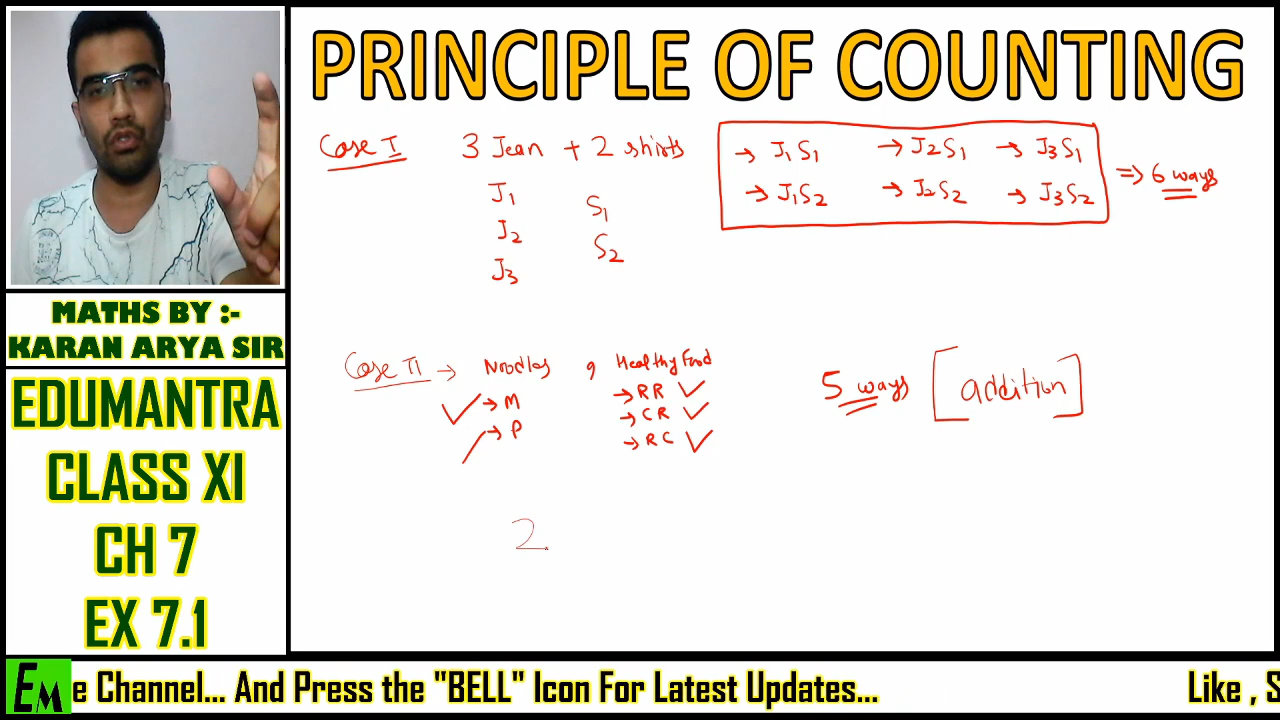 PRINCIPLE OF COUNTING
Case I 3 Jean + 2 shirts
J1 S1
J2 S2
J3
→ J1S1 → J2S1 → J3S1
→ J1S2 → J2S2 → J3S2
⇒ 6 ways
Case II → Noodles , Healthy Food
→ M → RR ✓
→ P → CR ✓
→ RC ✓
5 ways [addition]
2
MATHS BY :-
KARAN ARYA SIR
EDUMANTRA
CLASS XI
CH 7
EX 7.1
EM e Channel... And Press the "BELL" Icon For Latest Updates... Like , S